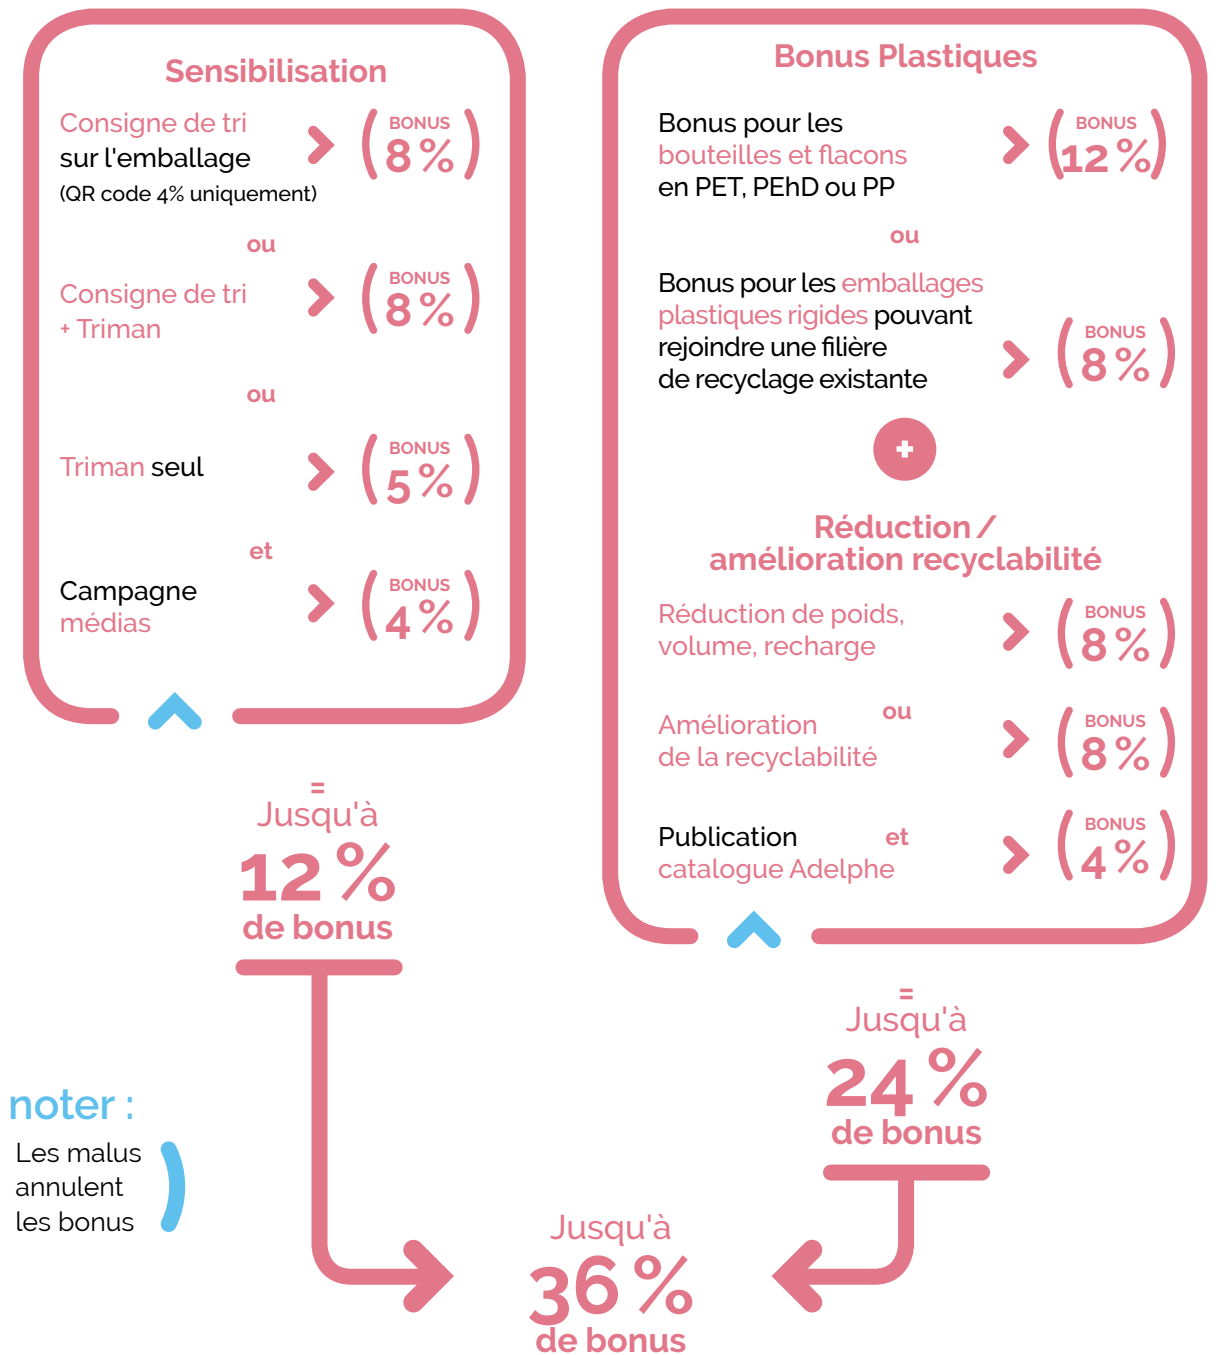 Sensibilisation
Consigne de tri
sur l'emballage
(QR code 4% uniquement)
BONUS
8 %
ou
Consigne de tri
+ Triman
BONUS
8 %
ou
Triman seul
BONUS
5 %
et
Campagne
médias
BONUS
4 %
=
Jusqu'à
12 %
de bonus
Bonus Plastiques
Bonus pour les
bouteilles et flacons
en PET, PEhD ou PP
BONUS
12 %
ou
Bonus pour les emballages
plastiques rigides pouvant
rejoindre une filière
de recyclage existante
BONUS
8 %
+
Réduction /
amélioration recyclabilité
Réduction de poids,
volume, recharge
BONUS
8 %
ou
Amélioration
de la recyclabilité
BONUS
8 %
et
Publication
catalogue Adelphe
BONUS
4 %
=
Jusqu'à
24 %
de bonus
noter :
Les malus
annulent
les bonus
Jusqu'à
36 %
de bonus